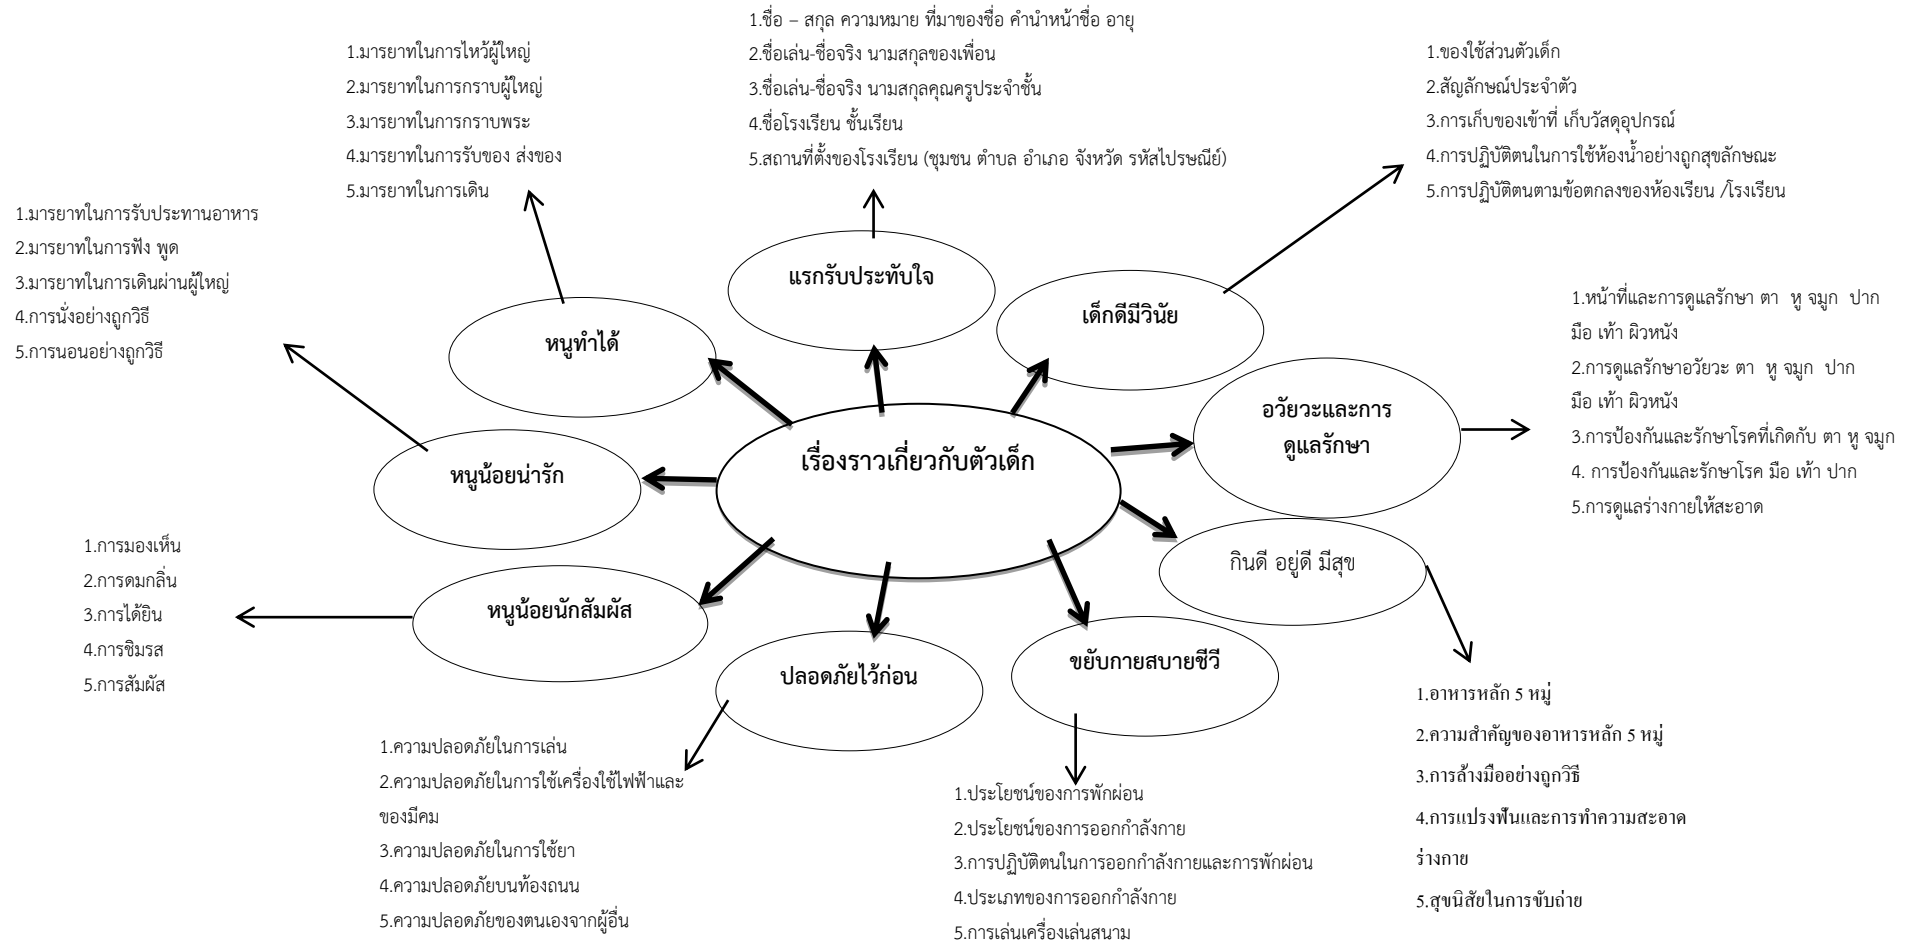 1.ชื่อ – สกุล ความหมาย ที่มาของชื่อ คำนำหน้าชื่อ อายุ
2.ชื่อเล่น-ชื่อจริง นามสกุลของเพื่อน
3.ชื่อเล่น-ชื่อจริง นามสกุลคุณครูประจำชั้น
4.ชื่อโรงเรียน ชั้นเรียน
5.สถานที่ตั้งของโรงเรียน (ชุมชน ตำบล อำเภอ จังหวัด รหัสไปรษณีย์)
1.มารยาทในการไหว้ผู้ใหญ่
2.มารยาทในการกราบผู้ใหญ่
3.มารยาทในการกราบพระ
4.มารยาทในการรับของ ส่งของ
5.มารยาทในการเดิน
1.ของใช้ส่วนตัวเด็ก
2.สัญลักษณ์ประจำตัว
3.การเก็บของเข้าที่ เก็บวัสดุอุปกรณ์
4.การปฏิบัติตนในการใช้ห้องน้ำอย่างถูกสุขลักษณะ
5.การปฏิบัติตนตามข้อตกลงของห้องเรียน /โรงเรียน
1.มารยาทในการรับประทานอาหาร
2.มารยาทในการฟัง พูด
3.มารยาทในการเดินผ่านผู้ใหญ่
4.การนั่งอย่างถูกวิธี
5.การนอนอย่างถูกวิธี
แรกรับประทับใจ
เด็กดีมีวินัย
หนูทำได้
1.หน้าที่และการดูแลรักษา ตา หู จมูก ปาก
มือ เท้า ผิวหนัง
2.การดูแลรักษาอวัยวะ ตา หู จมูก ปาก
มือ เท้า ผิวหนัง
3.การป้องกันและรักษาโรคที่เกิดกับ ตา หู จมูก
4. การป้องกันและรักษาโรค มือ เท้า ปาก
5.การดูแลร่างกายให้สะอาด
อวัยวะและการ
ดูแลรักษา
เรื่องราวเกี่ยวกับตัวเด็ก
หนูน้อยน่ารัก
กินดี อยู่ดี มีสุข
1.การมองเห็น
2.การดมกลิ่น
3.การได้ยิน
4.การชิมรส
5.การสัมผัส
หนูน้อยนักสัมผัส
ปลอดภัยไว้ก่อน
ขยับกายสบายชีวี
1.อาหารหลัก 5 หมู่
2.ความสำคัญของอาหารหลัก 5 หมู่
3.การล้างมืออย่างถูกวิธี
4.การแปรงฟันและการทำความสะอาด
ร่างกาย
5.สุขนิสัยในการขับถ่าย
1.ความปลอดภัยในการเล่น
2.ความปลอดภัยในการใช้เครื่องใช้ไฟฟ้าและ
ของมีคม
3.ความปลอดภัยในการใช้ยา
4.ความปลอดภัยบนท้องถนน
5.ความปลอดภัยของตนเองจากผู้อื่น
1.ประโยชน์ของการพักผ่อน
2.ประโยชน์ของการออกกำลังกาย
3.การปฏิบัติตนในการออกกำลังกายและการพักผ่อน
4.ประเภทของการออกกำลังกาย
5.การเล่นเครื่องเล่นสนาม